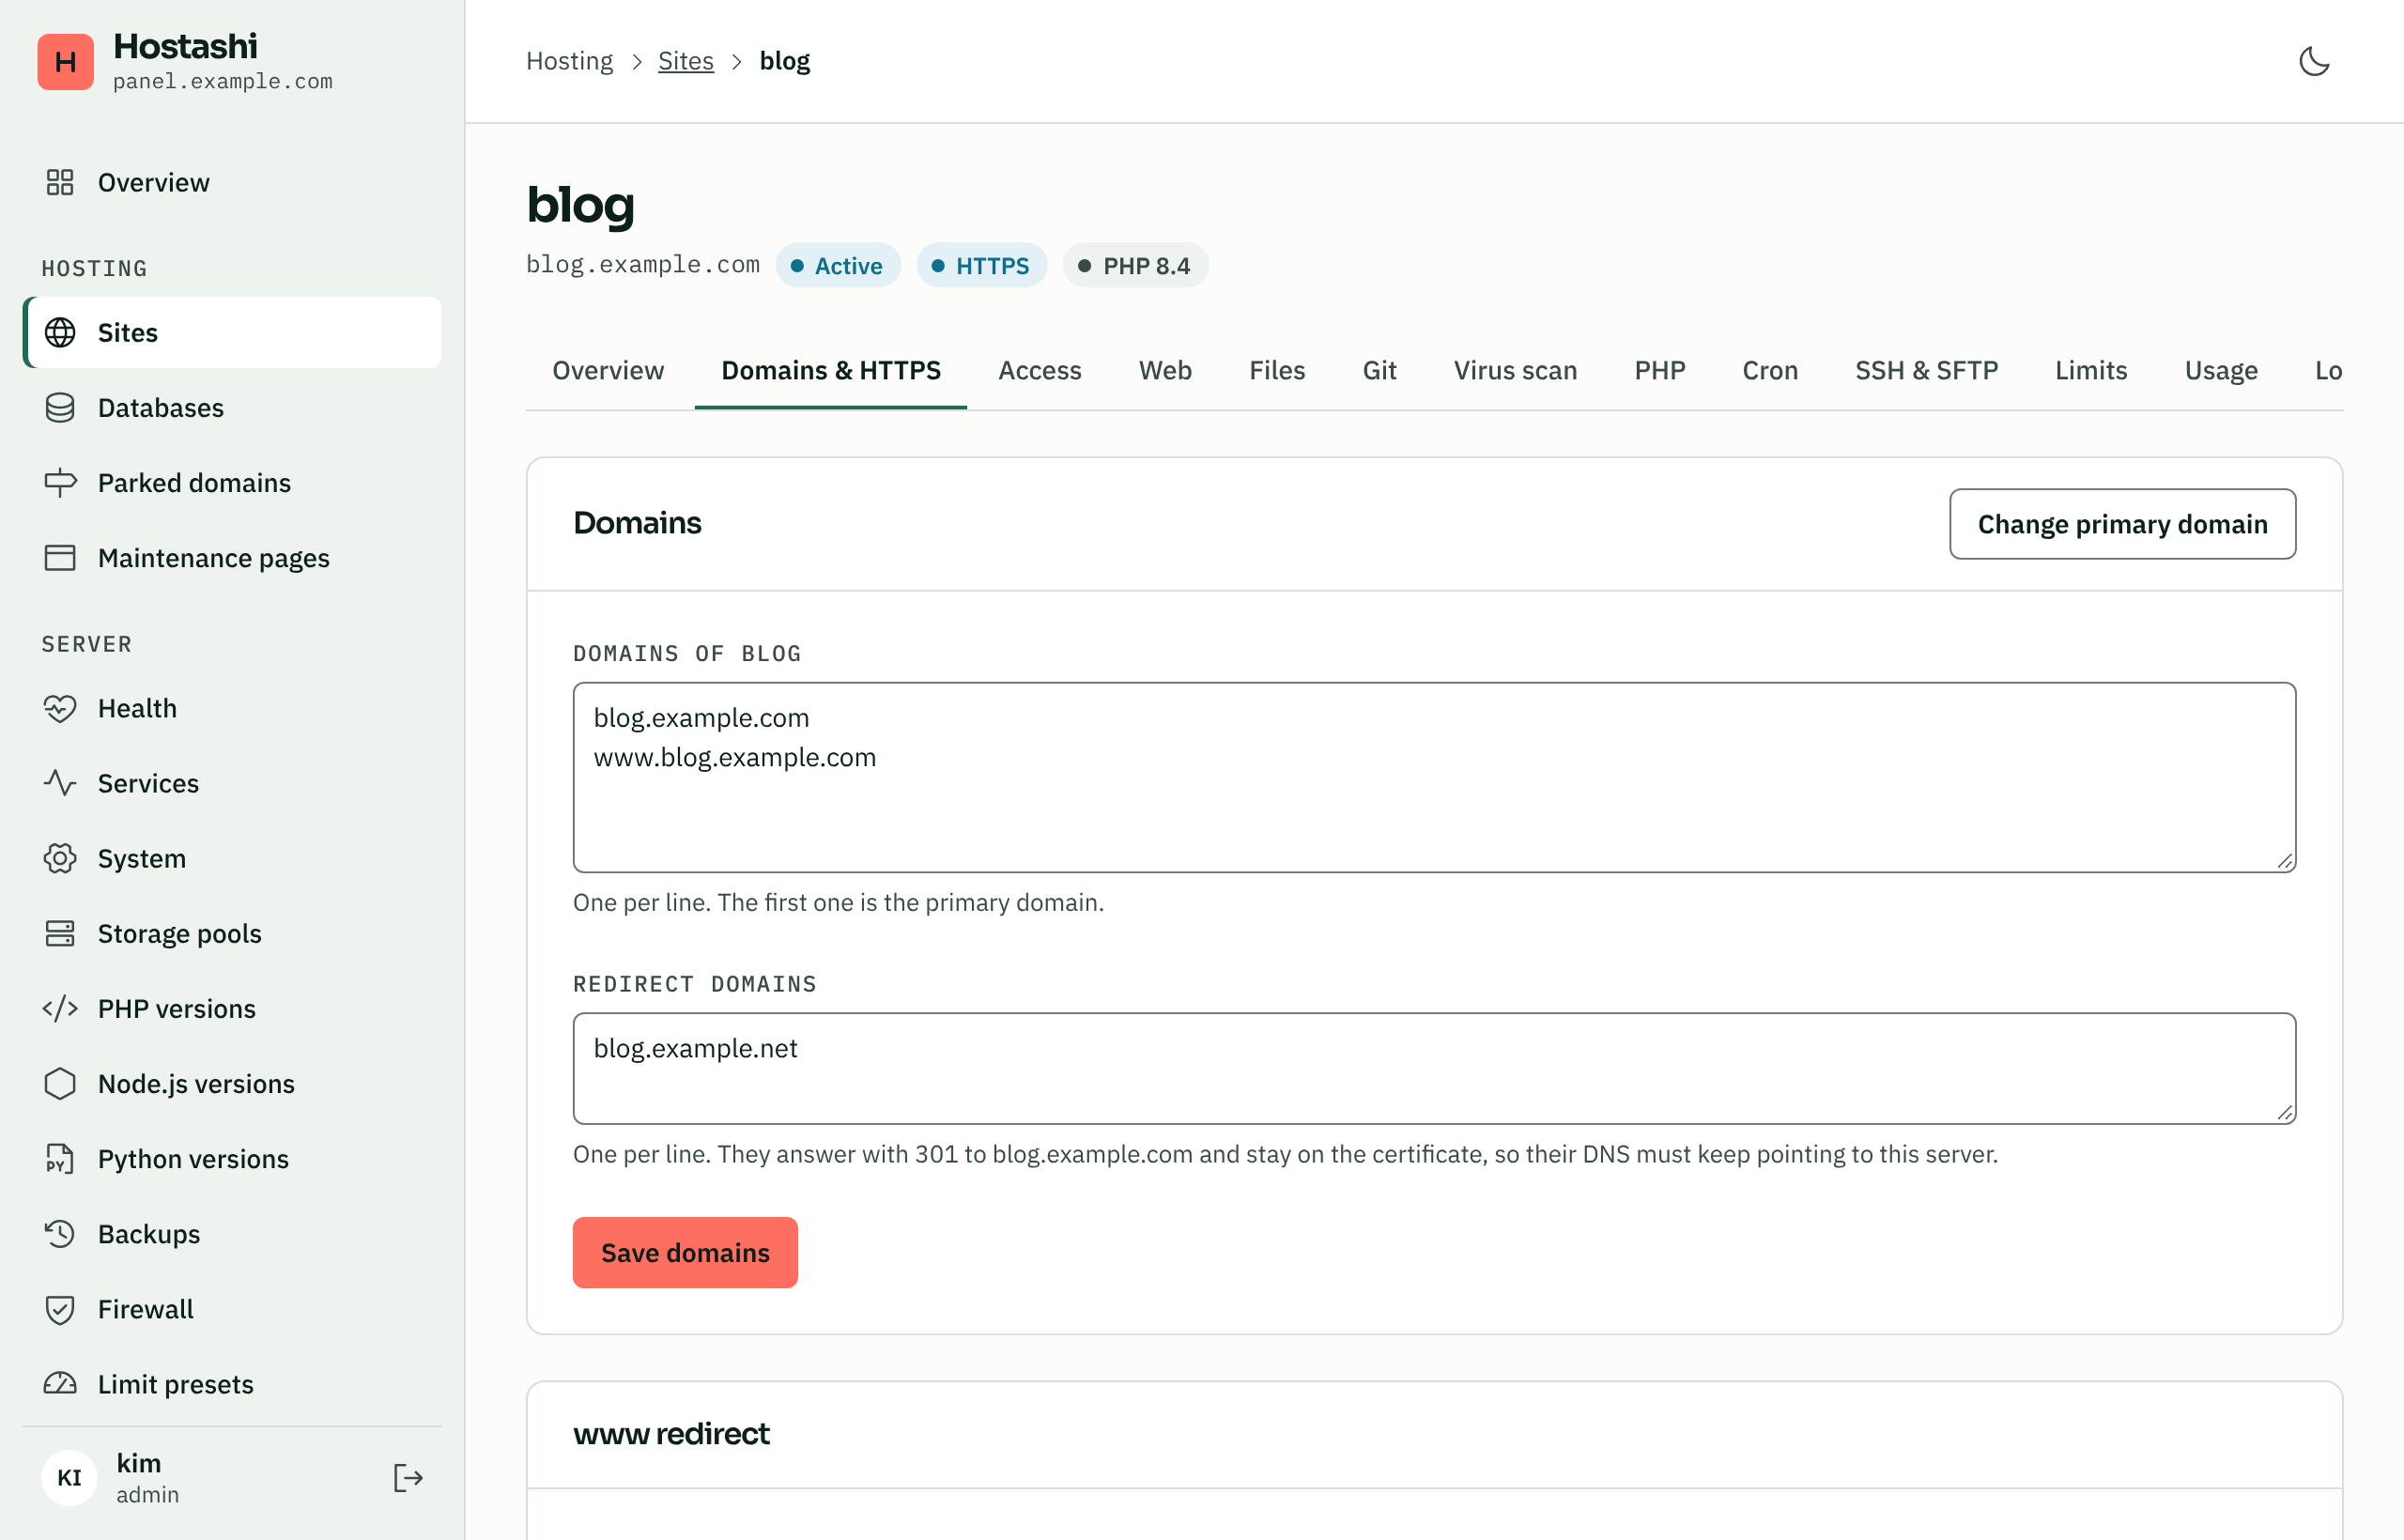 H
Hostashi
panel.example.com
Overview
HOSTING
Sites
Databases
Parked domains
Maintenance pages
SERVER
Health
Services
System
Storage pools
PHP versions
Node.js versions
PY
Python versions
Backups
Firewall
Limit presets
KI
kim
admin
Hosting > Sites > blog
blog
blog.example.com Active HTTPS PHP 8.4
Overview Domains & HTTPS Access Web Files Git Virus scan PHP Cron SSH & SFTP Limits Usage Lo
Domains
Change primary domain
DOMAINS OF BLOG
blog.example.com
www.blog.example.com
One per line. The first one is the primary domain.
REDIRECT DOMAINS
blog.example.net
One per line. They answer with 301 to blog.example.com and stay on the certificate, so their DNS must keep pointing to this server.
Save domains
www redirect